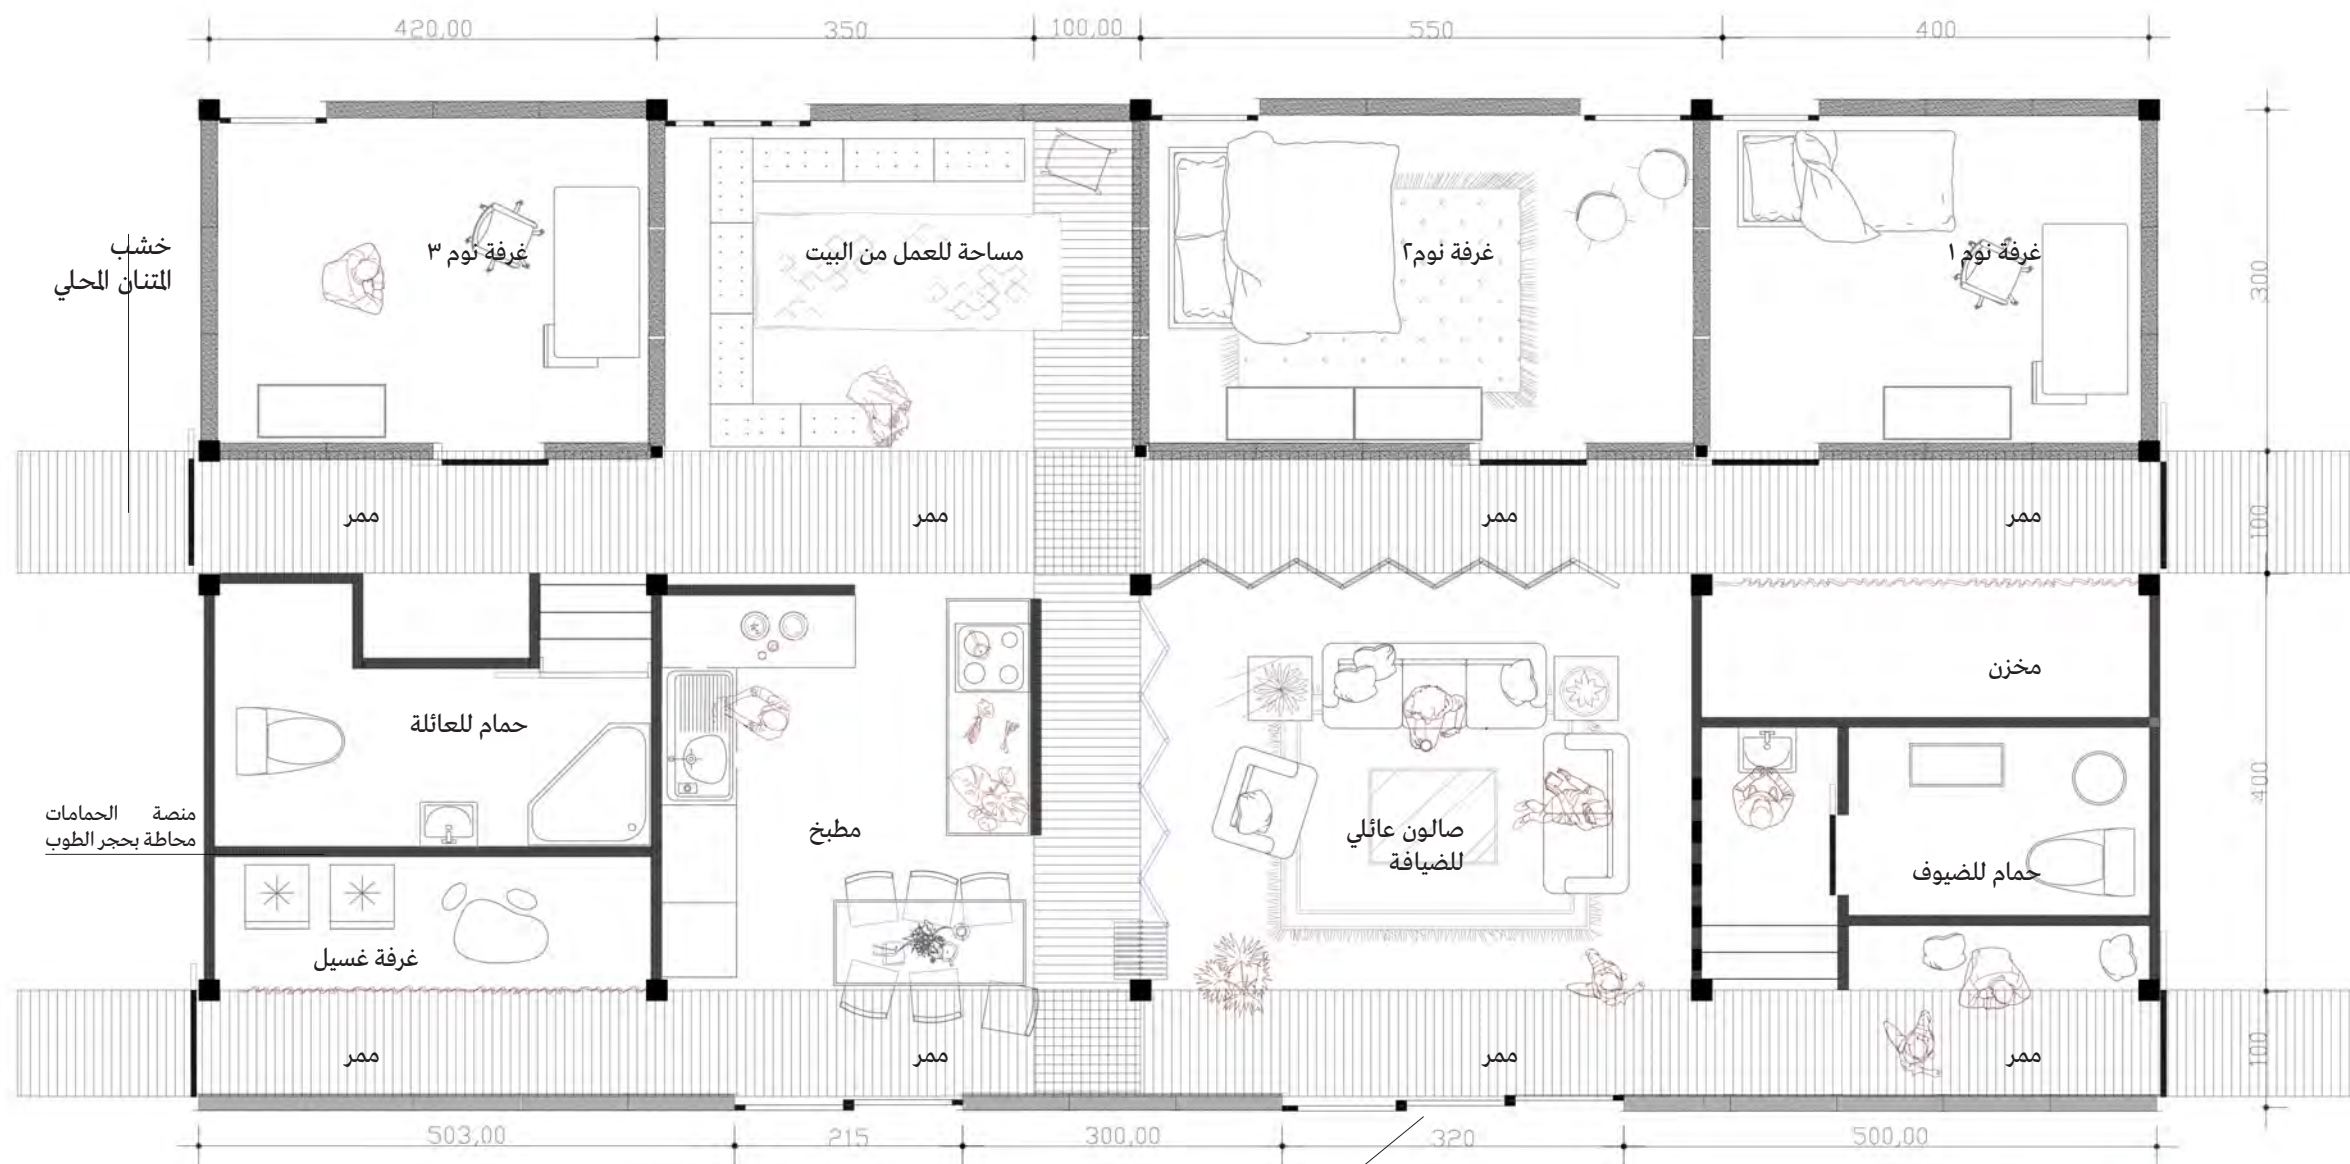 420,00
350
100,00
550
400
غرفة نوم ١
غرفة نوم٢
مساحة للعمل من البيت
غرفة نوم ٣
خشب
المتنان المحلي
300
ممر
ممر
ممر
ممر
100
مخزن
حمام للعائلة
400
منصة الحمامات
محاطة بحجر الطوب
صالون عائلي
للضيافة
مطبخ
حمام للضيوف
غرفة غسيل
ممر
ممر
ممر
ممر
100
503,00
215
300,00
320
500,00